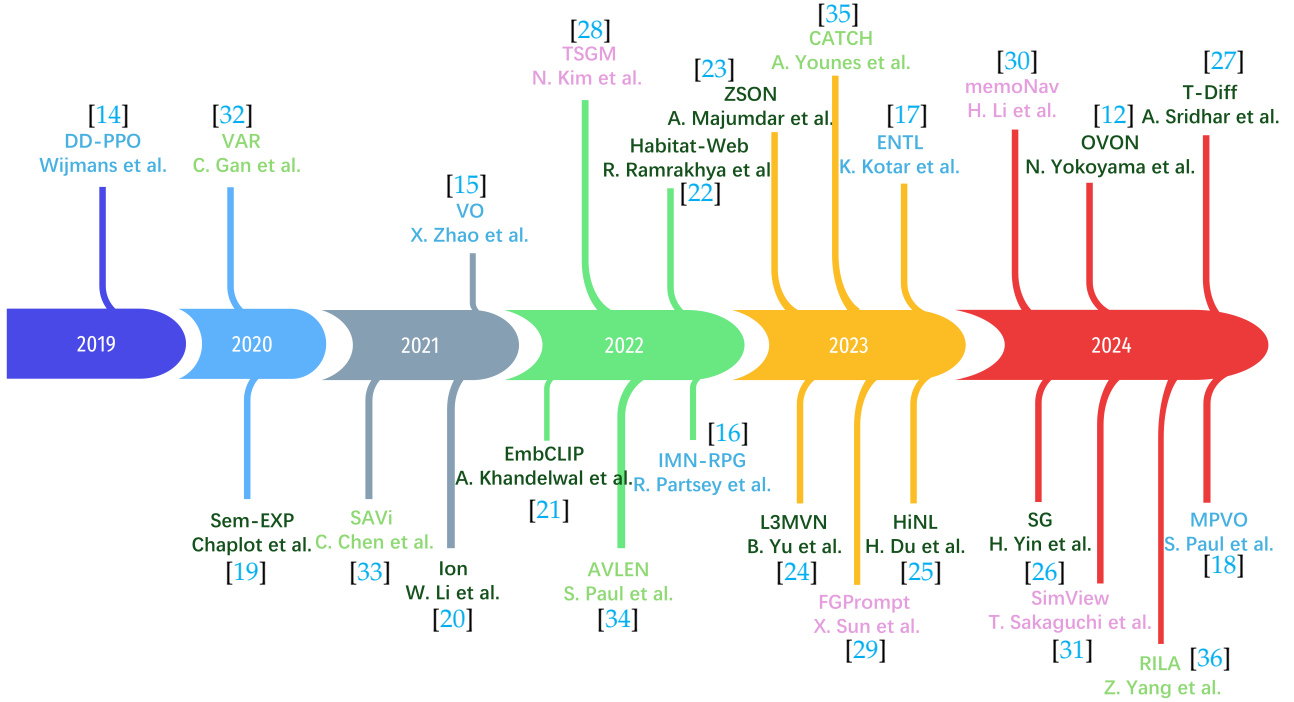 [14]
DD-PPO
Wijmans et al.
[32]
VAR
C. Gan et al.
[15]
VO
X. Zhao et al.
[28]
TSGM
N. Kim et al.
[23]
ZSON
A. Majumdar et al.
Habitat-Web
R. Ramrakhya et al
[22]
[35]
CATCH
A. Younes et al.
[17]
ENTL
K. Kotar et al.
[30]
memoNav
H. Li et al.
[12]
OVON
N. Yokoyama et al.
[27]
T-Diff
A. Sridhar et al.
2019
2020
2021
2022
2023
2024
Sem-EXP
Chaplot et al.
[19]
SAVi
C. Chen et al.
[33]
Ion
W. Li et al.
[20]
EmbCLIP
A. Khandelwal et al.
[21]
AVLEN
S. Paul et al.
[34]
[16]
IMN-RPG
R. Partsey et al.
L3MVN
B. Yu et al.
[24]
FGPrompt
X. Sun et al.
[29]
HiNL
H. Du et al.
[25]
SG
H. Yin et al.
[26]
SimView
T. Sakaguchi et al.
[31]
RILA [36]
Z. Yang et al.
MPVO
S. Paul et al.
[18]